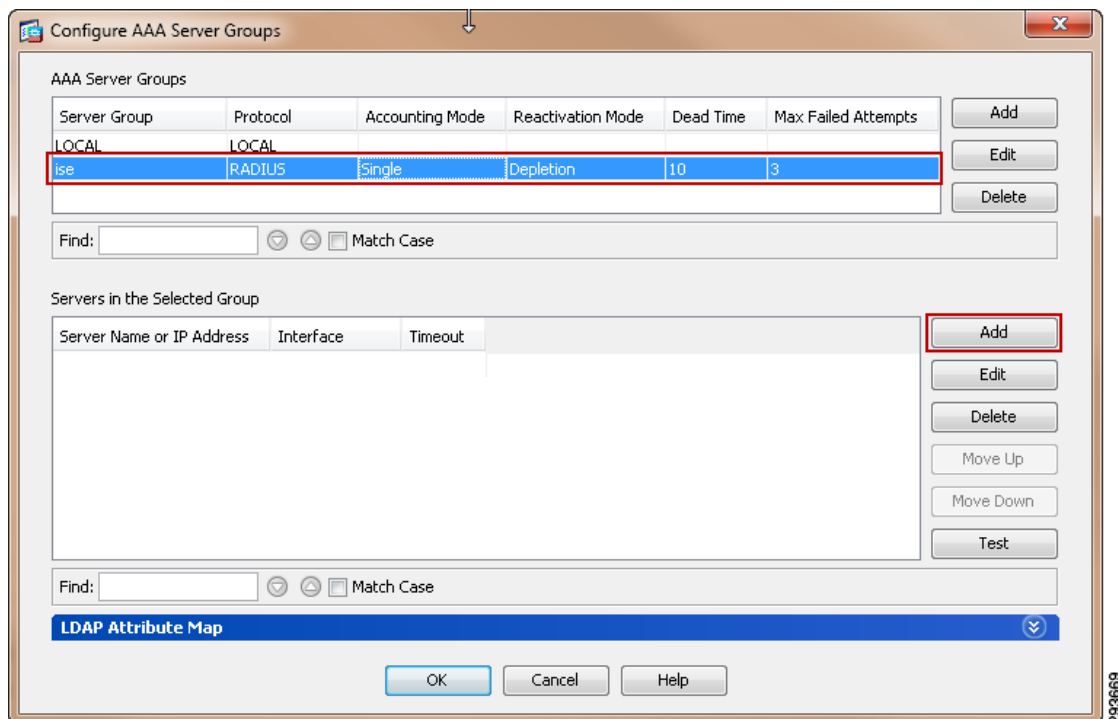 Configure AAA Server Groups
AAA Server Groups
Server Group Protocol Accounting Mode Reactivation Mode Dead Time Max Failed Attempts
LOCAL LOCAL
ise RADIUS Single Depletion 10 3
Add
Edit
Delete
Find: Match Case
Servers in the Selected Group
Server Name or IP Address Interface Timeout
Add
Edit
Delete
Move Up
Move Down
Test
Find: Match Case
LDAP Attribute Map
OK Cancel Help